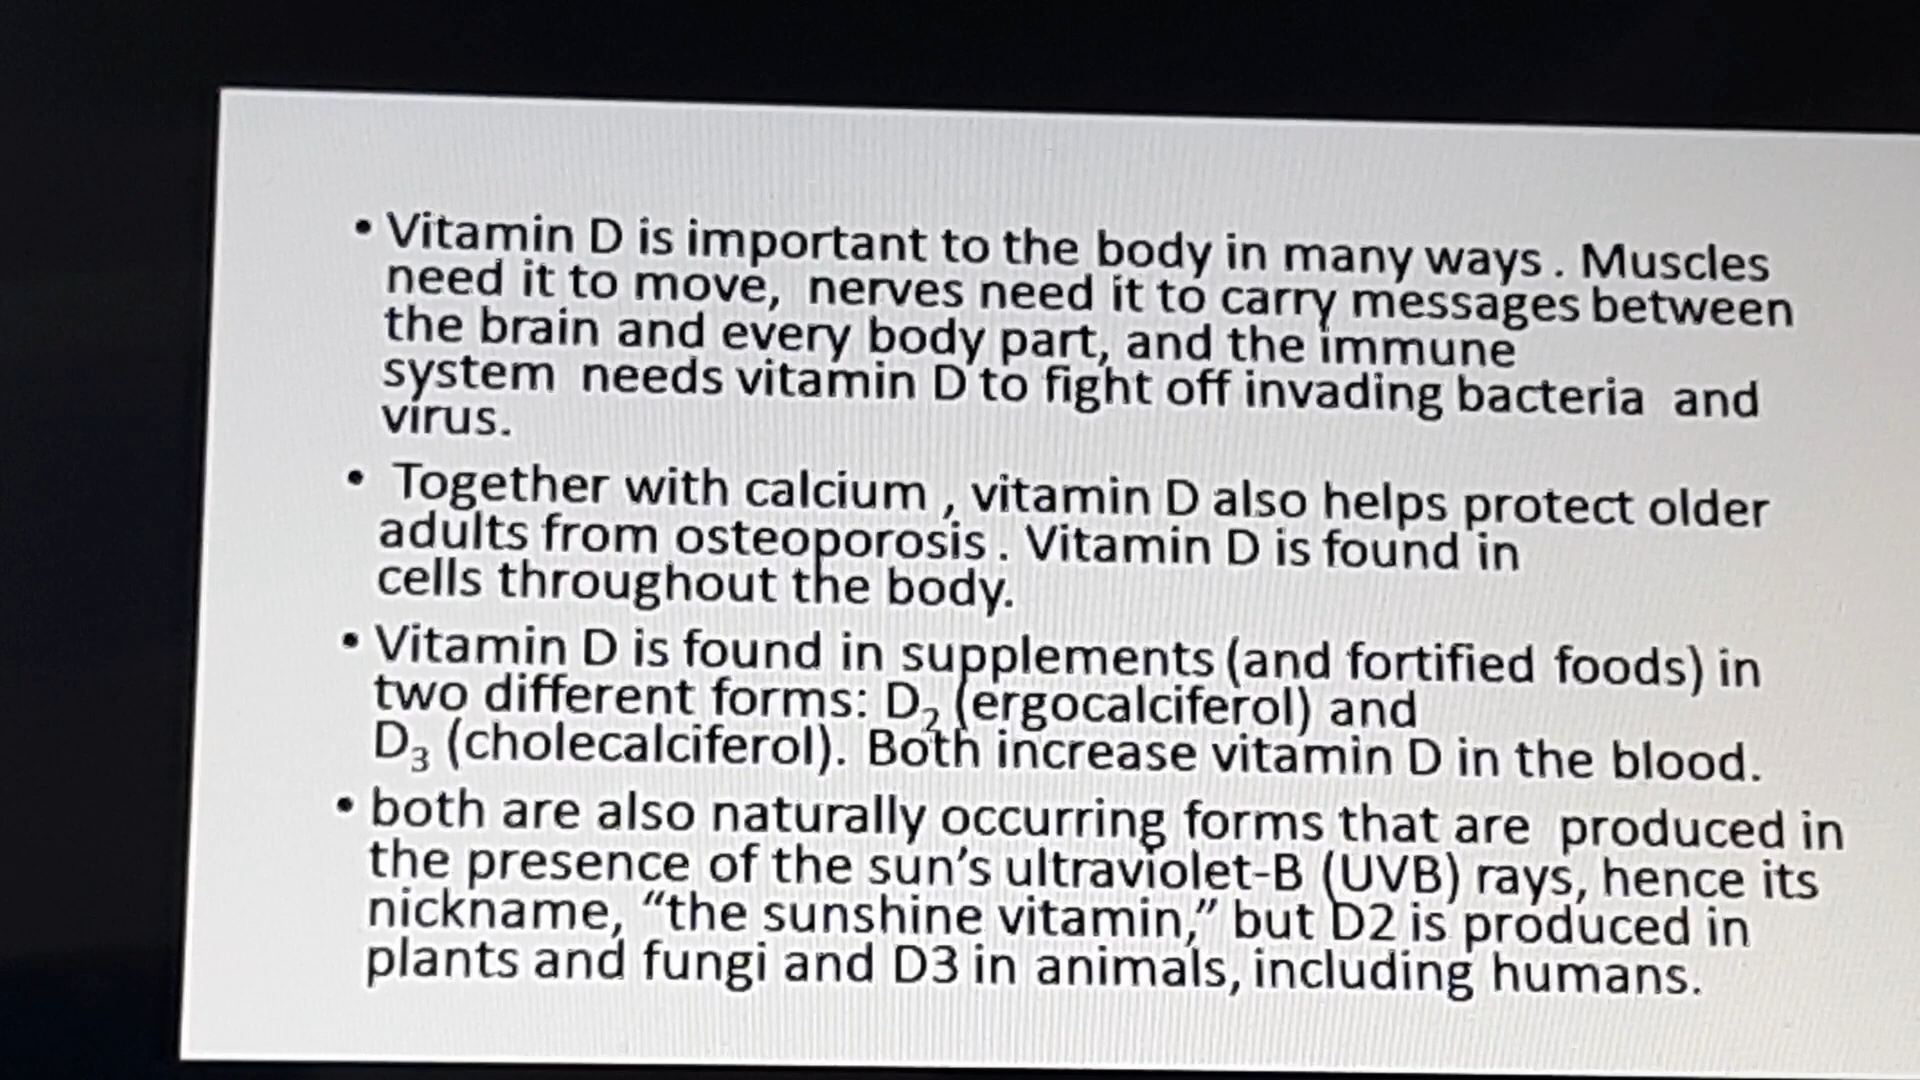 • Vitamin D is important to the body in many ways . Muscles
need it to move, nerves need it to carry messages between
the brain and every body part, and the immune
system needs vitamin D to fight off invading bacteria and
virus.
• Together with calcium , vitamin D also helps protect older
adults from osteoporosis . Vitamin D is found in
cells throughout the body.
• Vitamin D is found in supplements (and fortified foods) in
two different forms: D₂ (ergocalciferol) and
D₃ (cholecalciferol). Both increase vitamin D in the blood.
• both are also naturally occurring forms that are produced in
the presence of the sun’s ultraviolet-B (UVB) rays, hence its
nickname, “the sunshine vitamin,” but D2 is produced in
plants and fungi and D3 in animals, including humans.